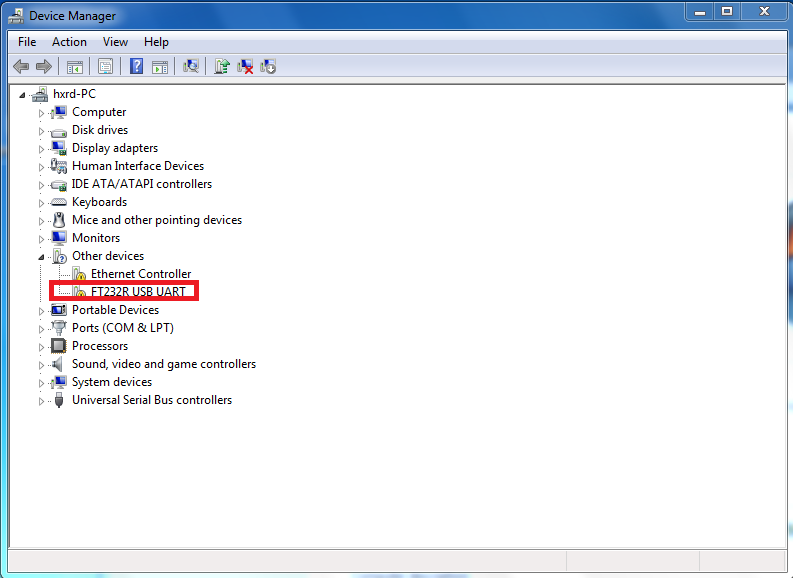 Device Manager
File Action View Help
hxrd-PC
Computer
Disk drives
Display adapters
Human Interface Devices
IDE ATA/ATAPI controllers
Keyboards
Mice and other pointing devices
Monitors
Other devices
Ethernet Controller
FT232R USB UART
Portable Devices
Ports (COM & LPT)
Processors
Sound, video and game controllers
System devices
Universal Serial Bus controllers